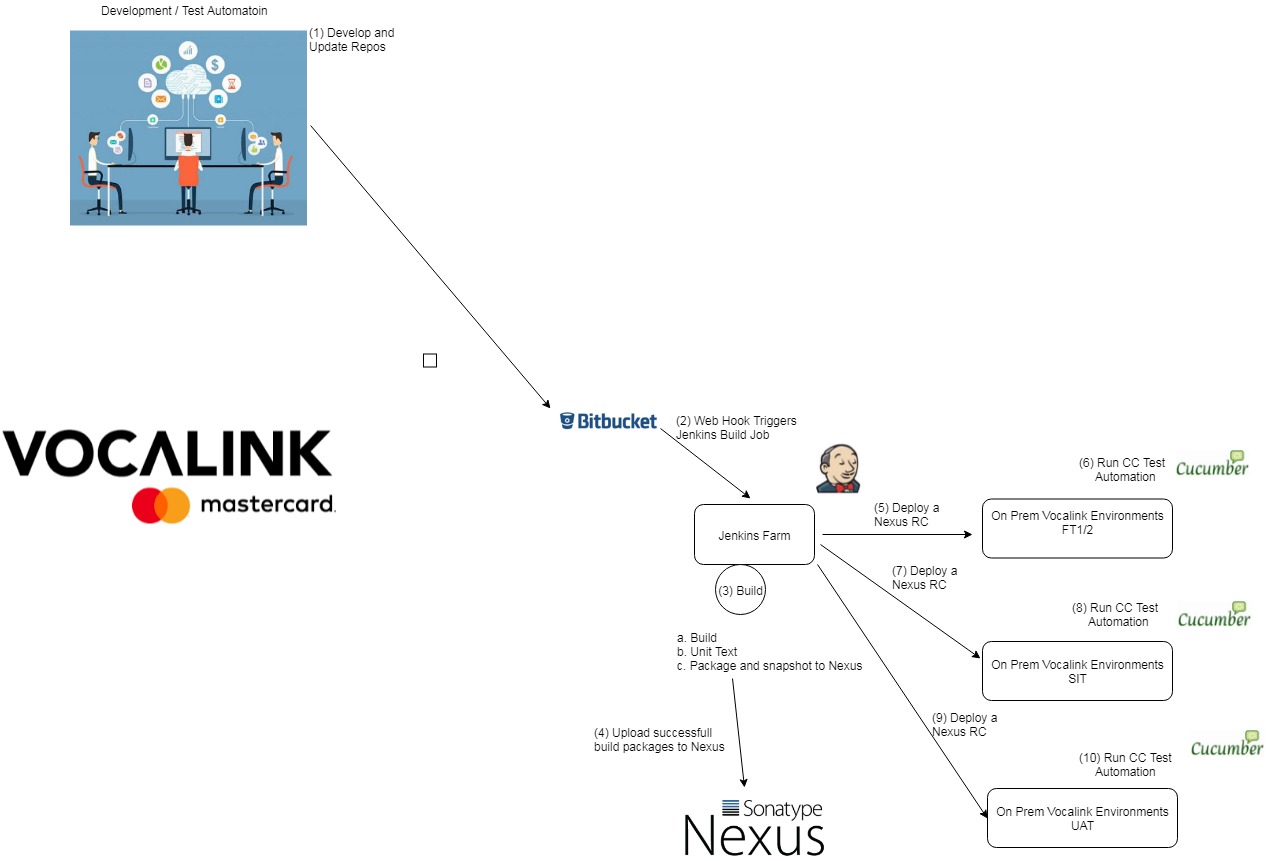 Development / Test Automatoin
(1) Develop and
Update Repos
Bitbucket
(2) Web Hook Triggers
Jenkins Build Job
VOCALINK
mastercard.
(6) Run CC Test
Automation
Cucumber
(5) Deploy a
Nexus RC
On Prem Vocalink Environments
FT1/2
Jenkins Farm
(7) Deploy a
Nexus RC
(3) Build
(8) Run CC Test
Automation
Cucumber
a. Build
b. Unit Text
c. Package and snapshot to Nexus
On Prem Vocalink Environments
SIT
(9) Deploy a
Nexus RC
(4) Upload successfull
build packages to Nexus
(10) Run CC Test
Automation
Cucumber
Sonatype
Nexus
On Prem Vocalink Environments
UAT